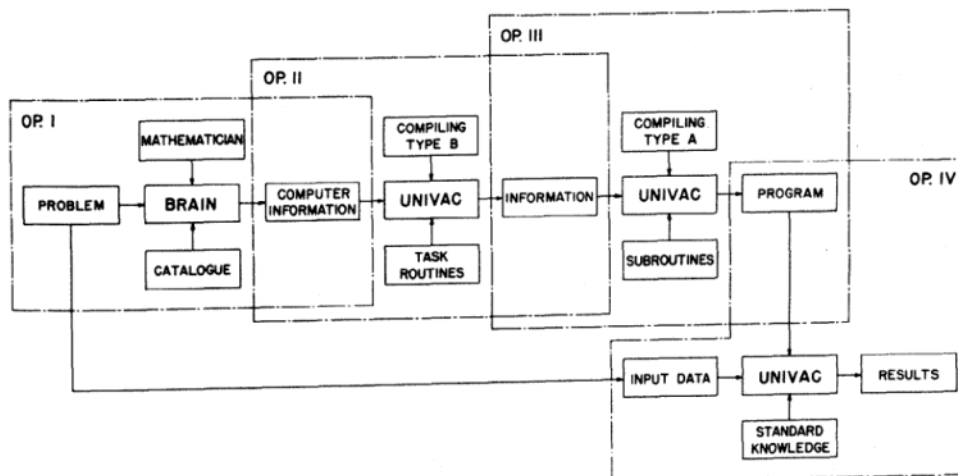 OP. III
OP. II
OP. I
MATHEMATICIAN
COMPILING
TYPE B
COMPILING
TYPE A
OP. IV
PROBLEM
BRAIN
COMPUTER
INFORMATION
UNIVAC
INFORMATION
UNIVAC
PROGRAM
CATALOGUE
TASK
ROUTINES
SUBROUTINES
INPUT DATA
UNIVAC
RESULTS
STANDARD
KNOWLEDGE